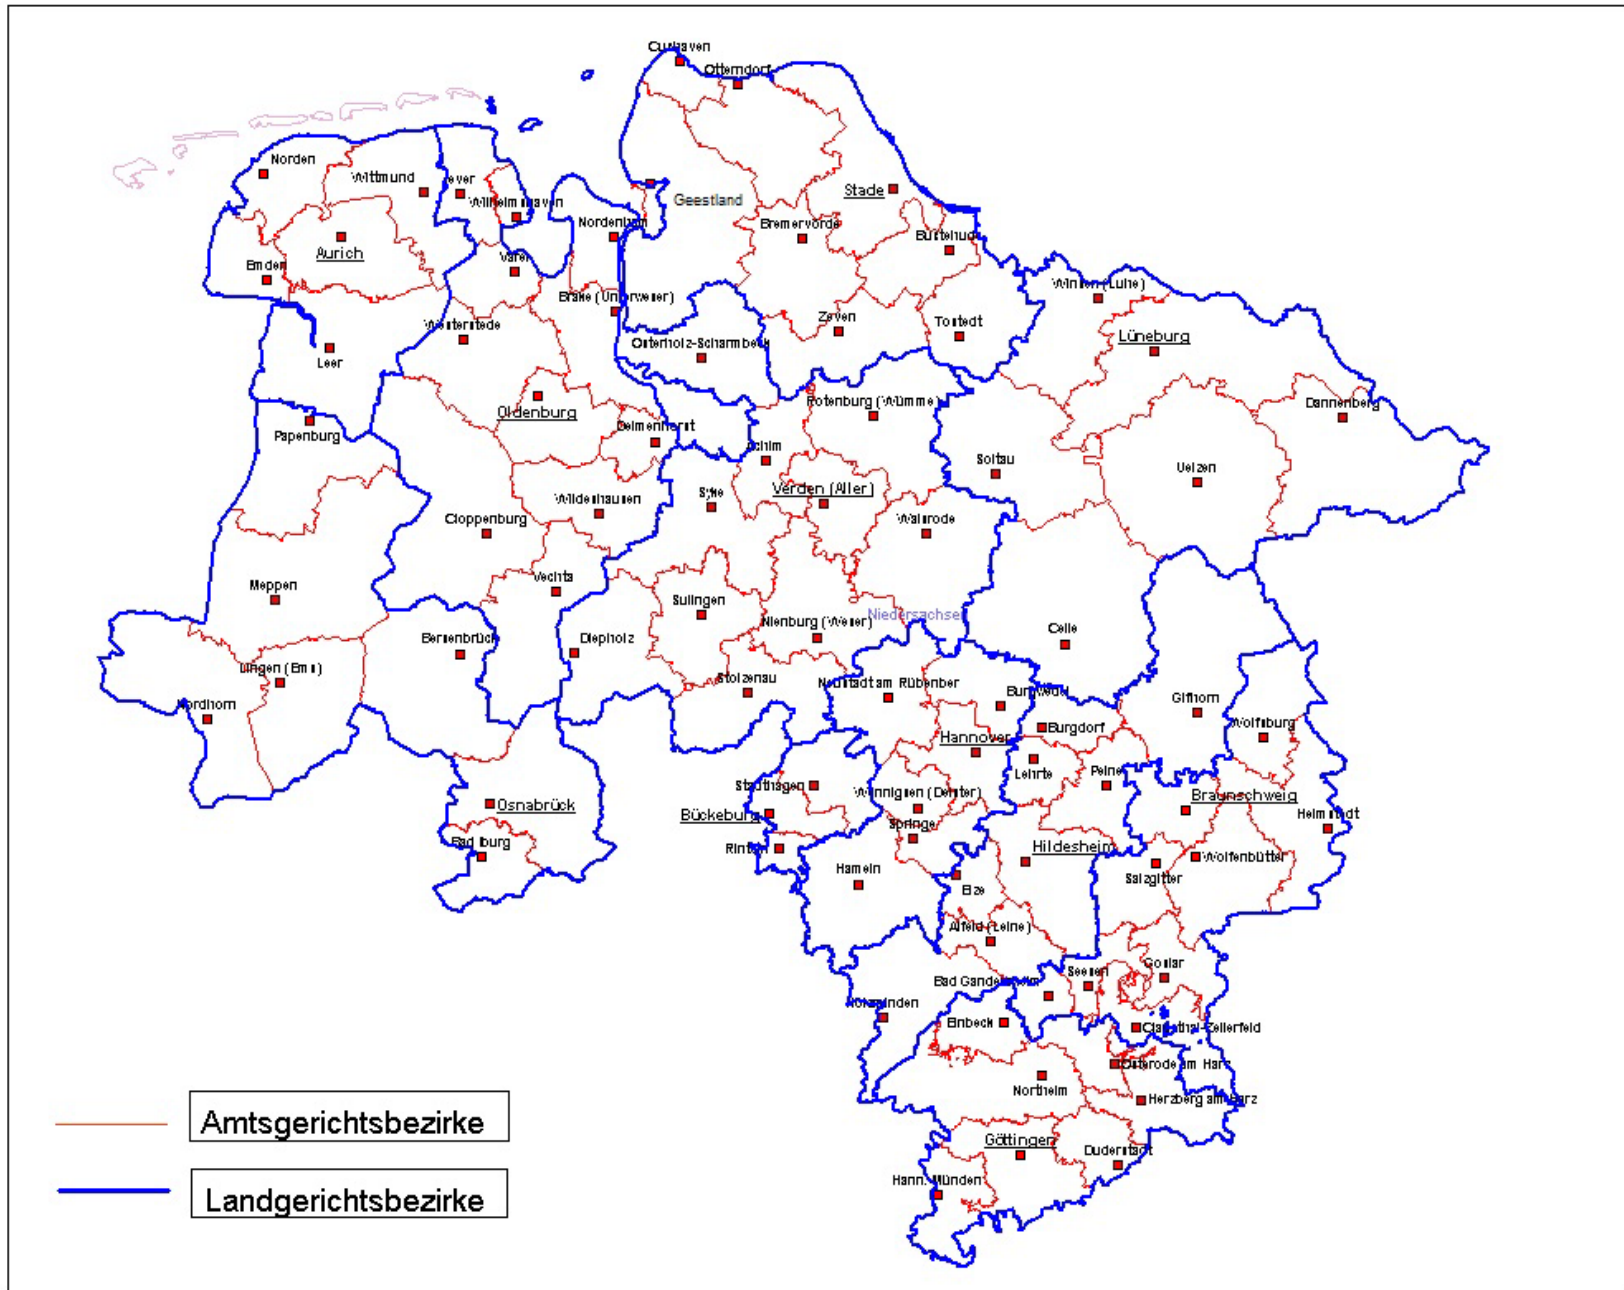 Cuxhaven
Otterndorf
Norden
Wittmund
Jever
Wilhelmshaven
Geestland
Stade
Nordenham
Bremervörde
Buxtehude
Aurich
Emden
Varel
Brake (Unterweser)
Winsen (Luhe)
Westerstede
Zeven
Tostedt
Lüneburg
Osterholz-Scharmbeck
Leer
Oldenburg
Rotenburg (Wümme)
Dannenberg
Delmenhorst
Papenburg
Achim
Soltau
Uelzen
Verden (Aller)
Syke
Wildeshausen
Cloppenburg
Walsrode
Vechta
Meppen
Sulingen
Niedersachsen
Nienburg (Weser)
Celle
Bersenbrück
Diepholz
Lingen (Ems)
Stolzenau
Neustadt am Rübenber
Burgwedel
Gifhorn
Nordhorn
Burgdorf
Wolfsburg
Hannover
Lehrte
Peine
Stadthagen
Wennigsen (Deister)
Braunschweig
Osnabrück
Bückeburg
Helmstedt
Springe
Bad Iburg
Rinteln
Hildesheim
Wolfenbüttel
Hameln
Salzgitter
Elze
Alfeld (Leine)
Goslar
Seesen
Bad Gandersheim
Holzminden
Einbeck
Clausthal-Zellerfeld
Osterode am Harz
Northeim
Herzberg am Harz
Amtsgerichtsbezirke
Göttingen
Duderstadt
Hann. Münden
Landgerichtsbezirke